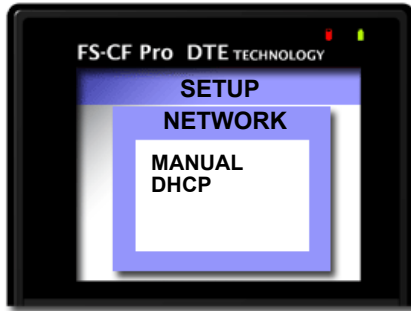 FS-CF Pro DTE TECHNOLOGY
SETUP
NETWORK
MANUAL
DHCP